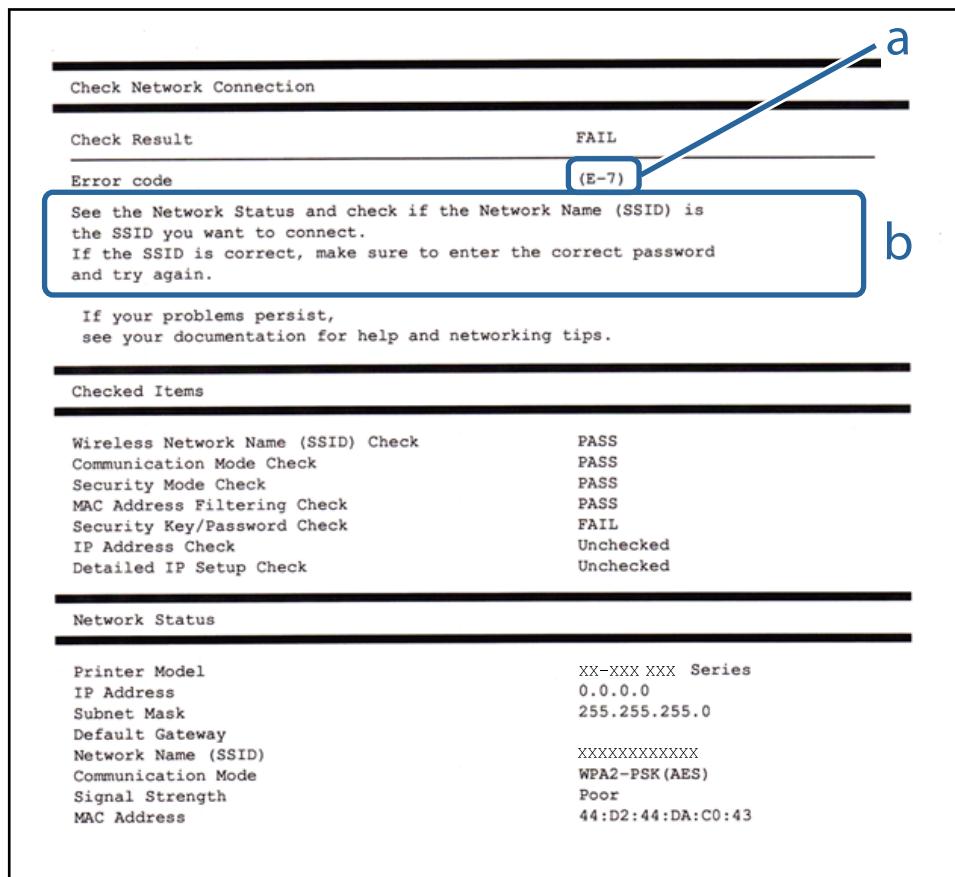 a
Check Network Connection
Check Result FAIL
Error code (E-7)
See the Network Status and check if the Network Name (SSID) is
the SSID you want to connect.
If the SSID is correct, make sure to enter the correct password
and try again.
b
If your problems persist,
see your documentation for help and networking tips.
Checked Items
Wireless Network Name (SSID) Check PASS
Communication Mode Check PASS
Security Mode Check PASS
MAC Address Filtering Check PASS
Security Key/Password Check FAIL
IP Address Check Unchecked
Detailed IP Setup Check Unchecked
Network Status
Printer Model XX-XXX XXX Series
IP Address 0.0.0.0
Subnet Mask 255.255.255.0
Default Gateway
Network Name (SSID) XXXXXXXXXXXX
Communication Mode WPA2-PSK(AES)
Signal Strength Poor
MAC Address 44:D2:44:DA:C0:43